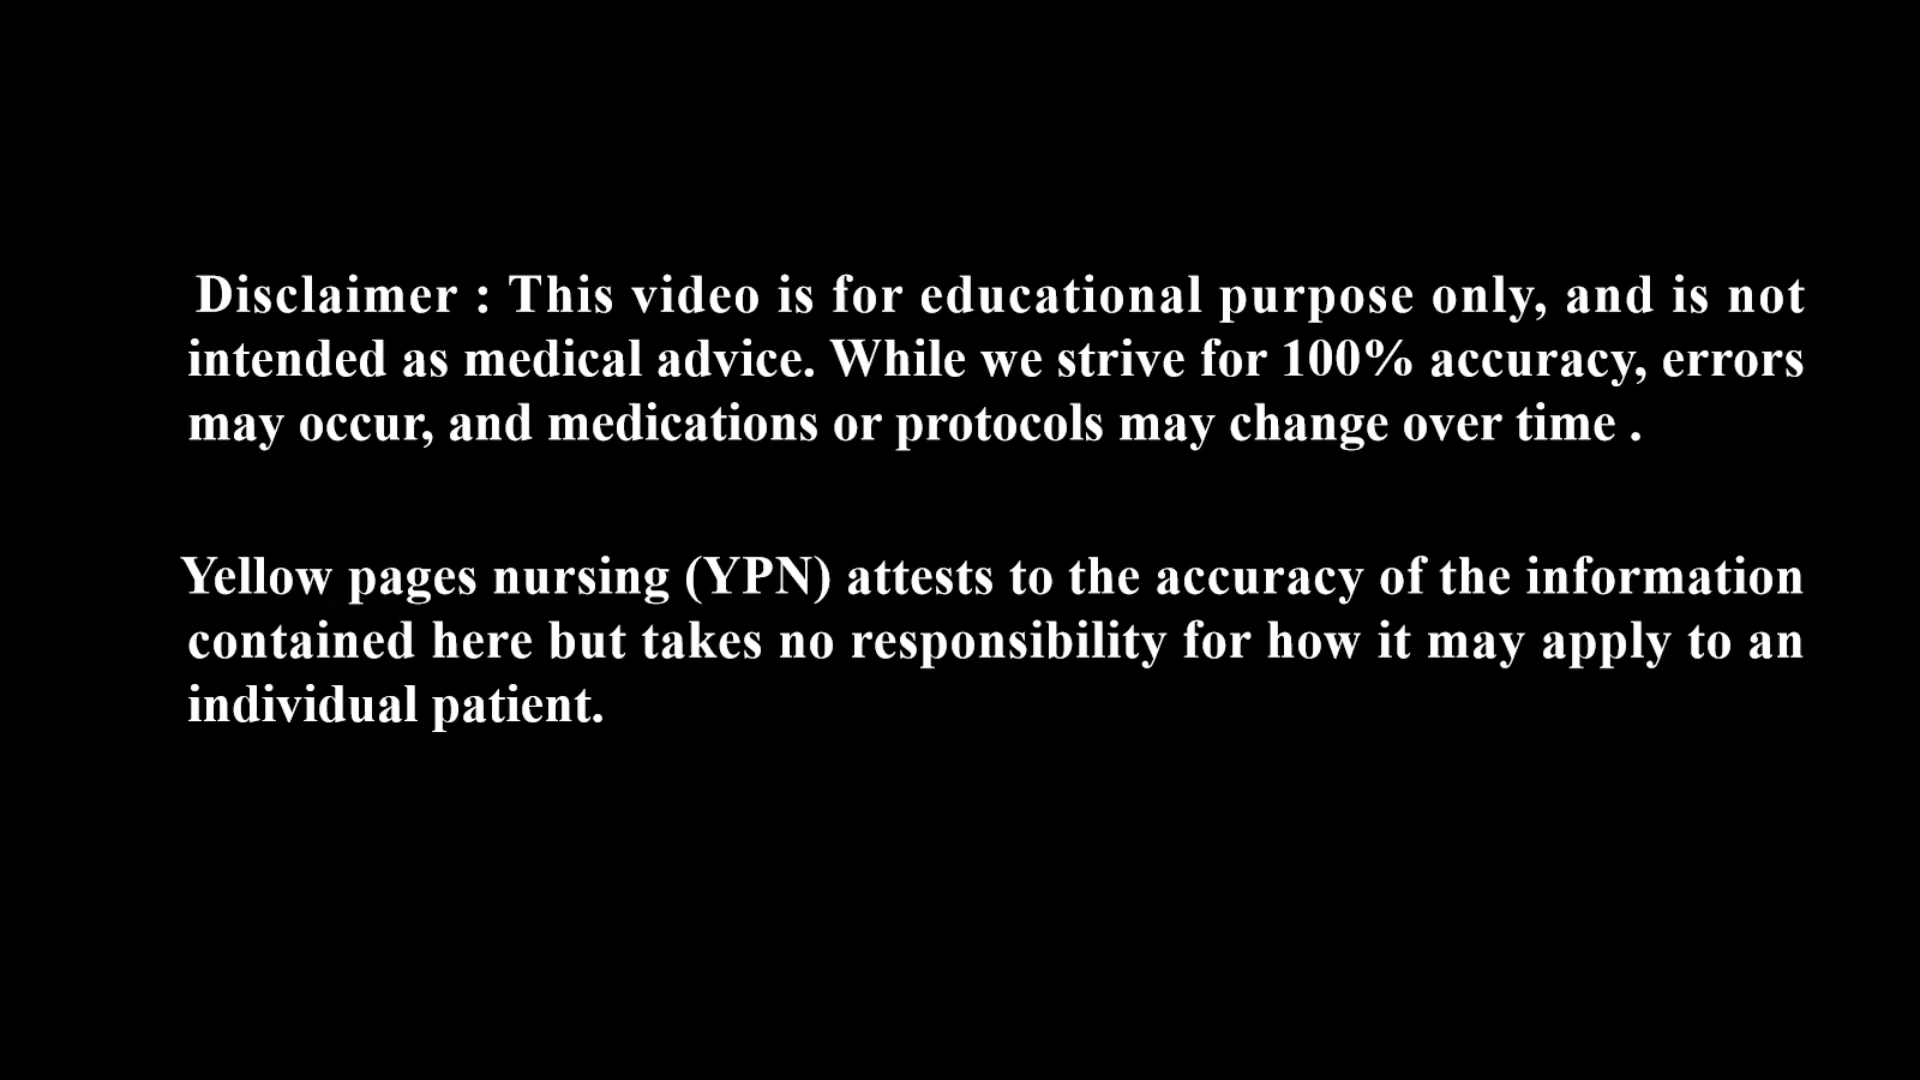 Disclaimer : This video is for educational purpose only, and is not
intended as medical advice. While we strive for 100% accuracy, errors
may occur, and medications or protocols may change over time .
Yellow pages nursing (YPN) attests to the accuracy of the information
contained here but takes no responsibility for how it may apply to an
individual patient.